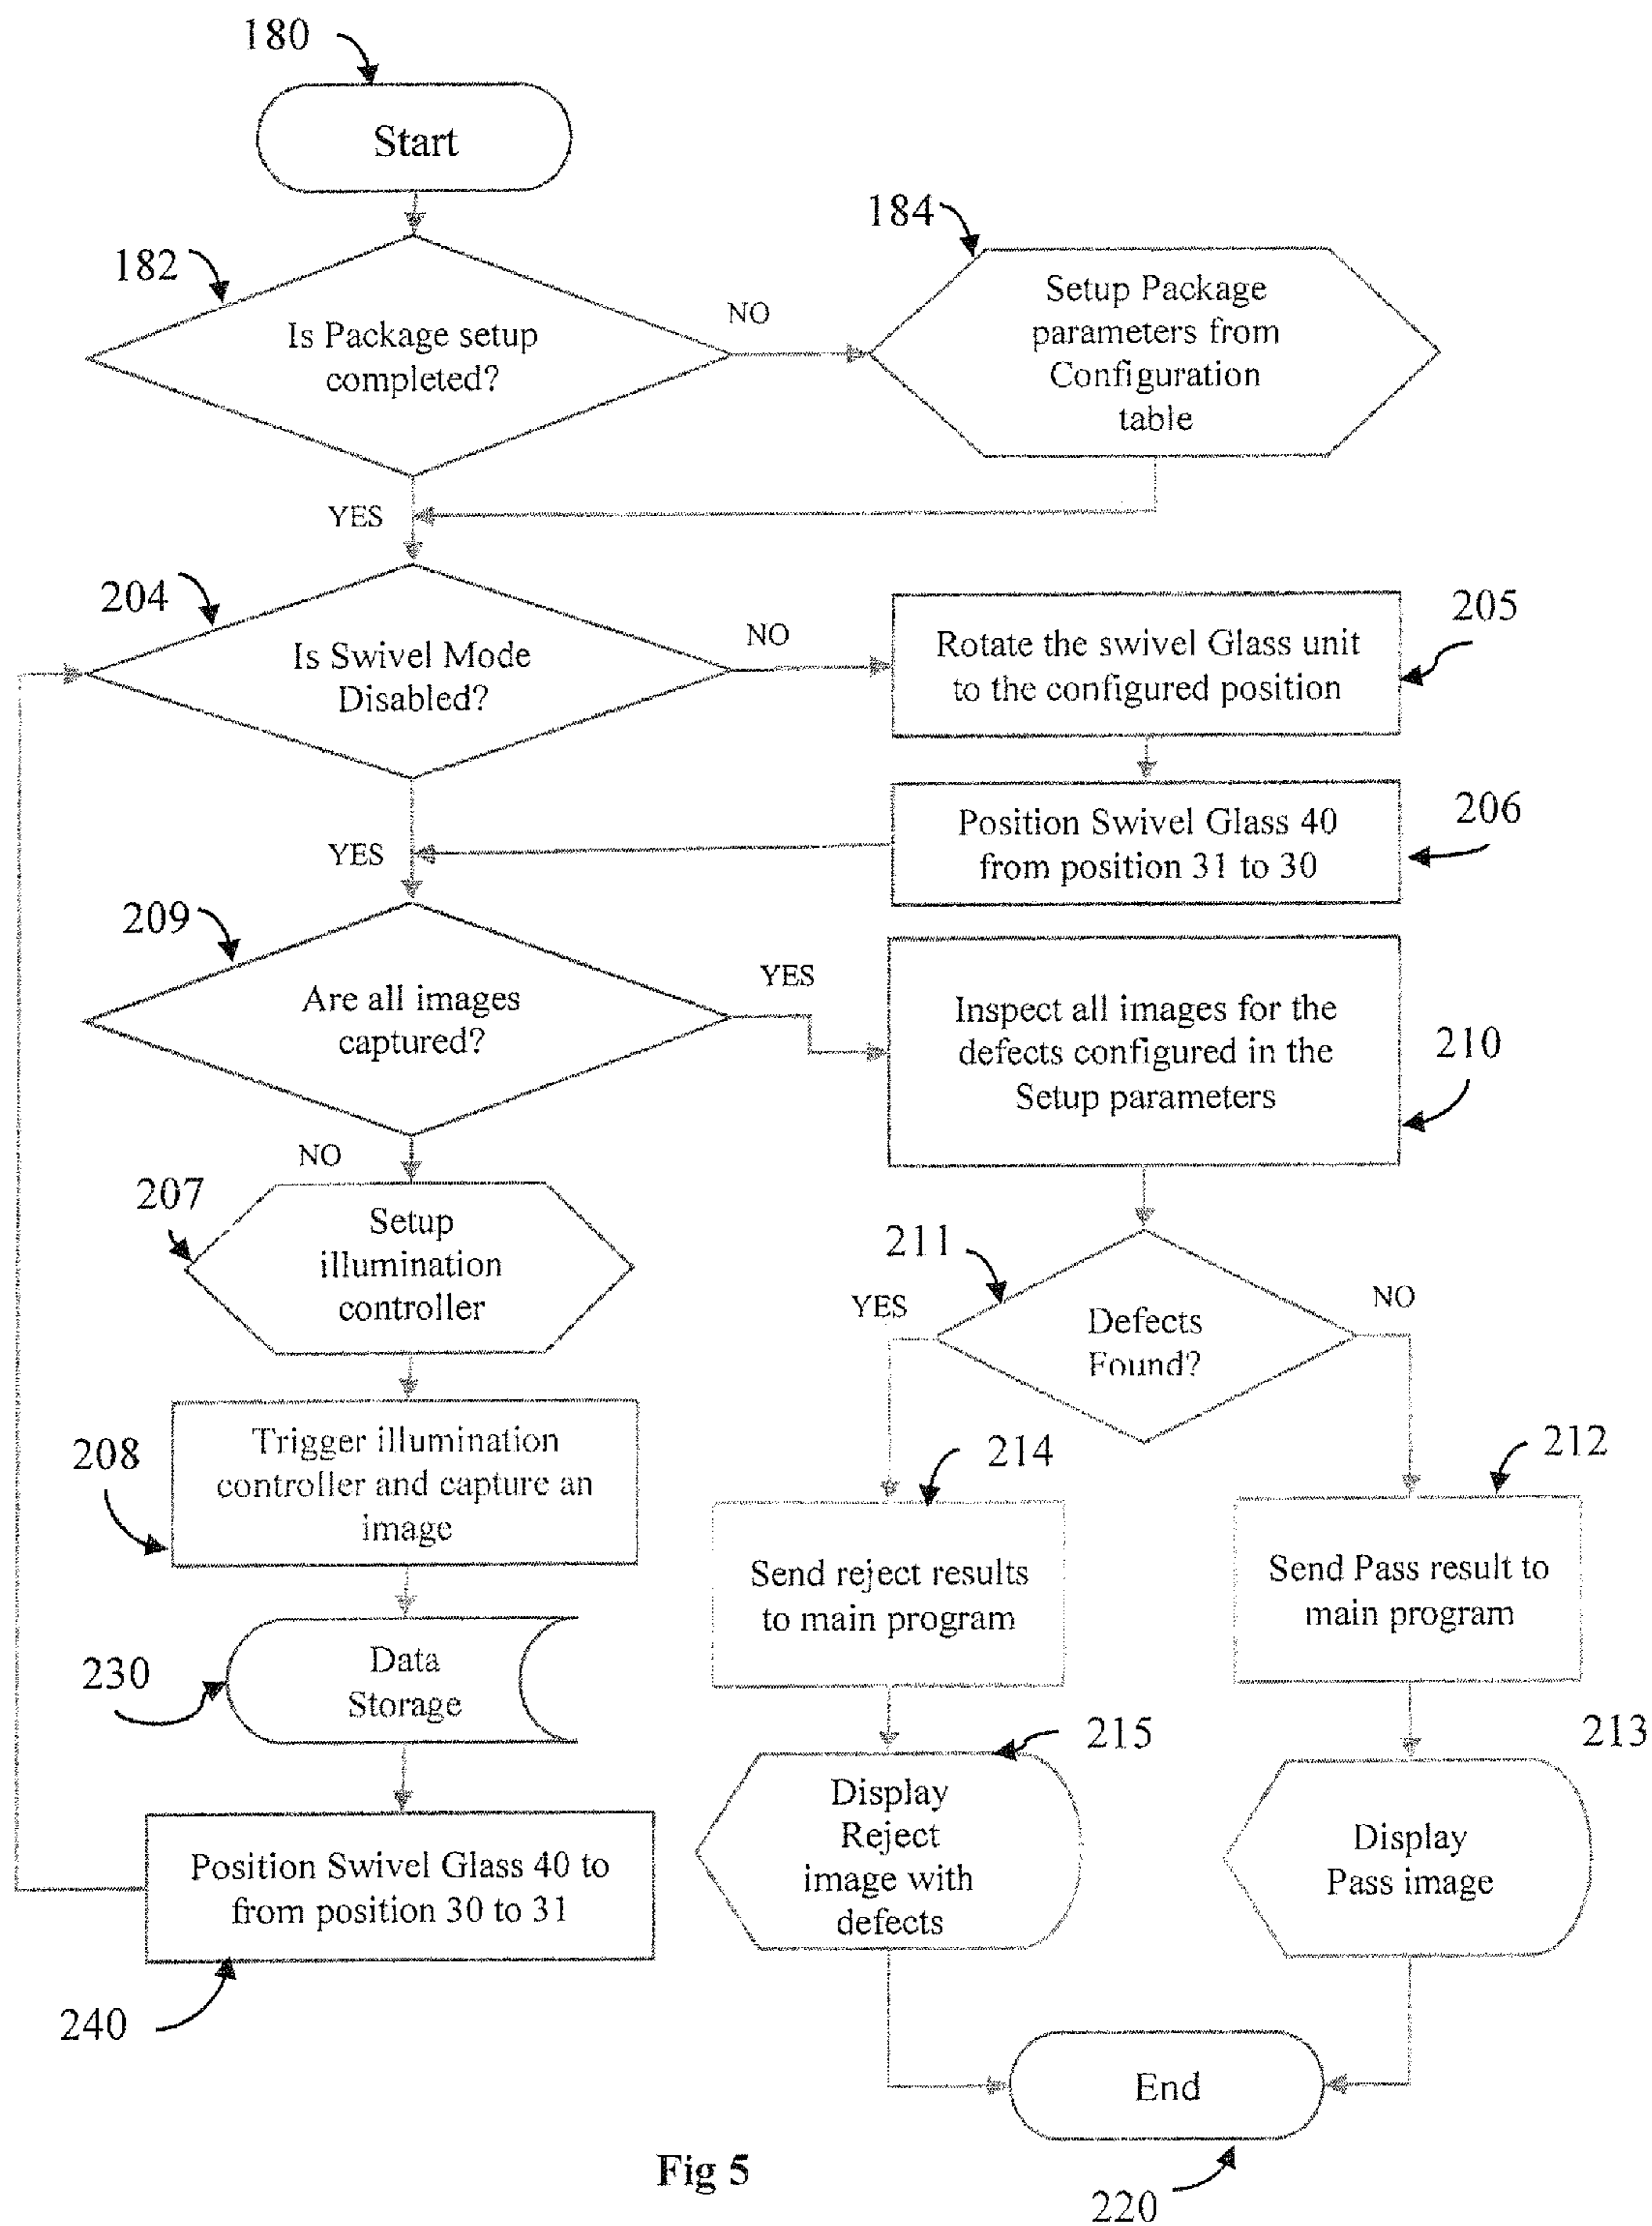 180
Start
184
182
Setup Package
parameters from
Configuration
table
NO
Is Package setup
completed?
YES
204
205
NO
Is Swivel Mode
Disabled?
Rotate the swivel Glass unit
to the configured position
206
Position Swivel Glass 40
from position 31 to 30
YES
209
YES
Are all images
captured?
Inspect all images for the
defects configured in the
Setup parameters
210
NO
207
Setup
illumination
controller
211
YES
NO
Defects
Found?
208
Trigger illumination
controller and capture an
image
214
212
Send reject results
to main program
Send Pass result to
main program
230
Data
Storage
215
213
Display
Reject
image with
defects
Display
Pass image
Position Swivel Glass 40 to
from position 30 to 31
240
End
Fig 5
220